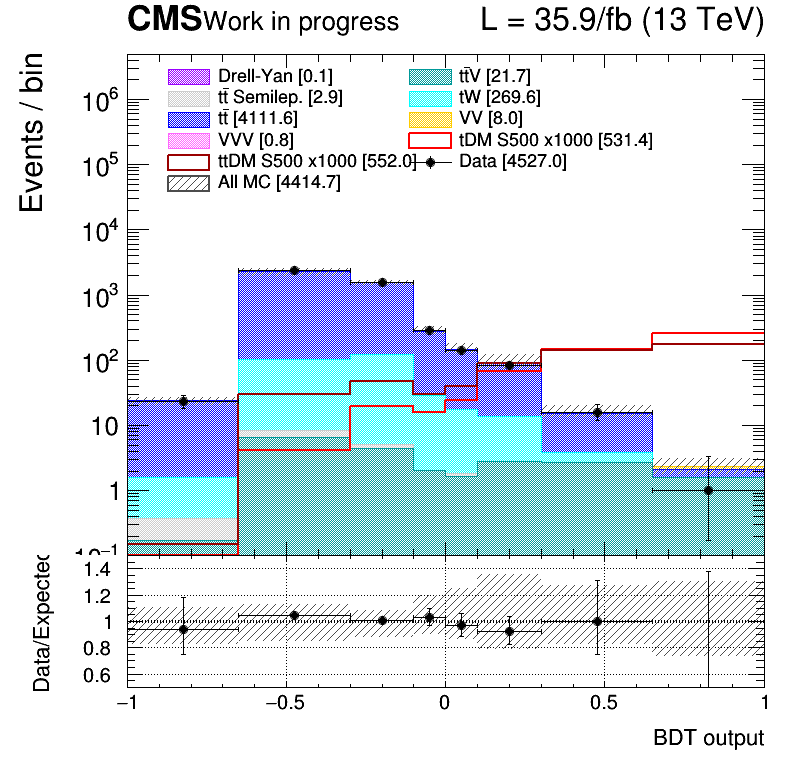 CMS Work in progress L = 35.9/fb (13 TeV)
Events / bin
Drell-Yan [0.1] tt̄V [21.7]
tt̄ Semilep. [2.9] tW [269.6]
tt̄ [4111.6] VV [8.0]
VVV [0.8] tDM S500 x1000 [531.4]
ttDM S500 x1000 [552.0] Data [4527.0]
All MC [4414.7]
10⁶
10⁵
10⁴
10³
10²
10
1
10⁻¹
Data/Expected
1.4
1.2
1
0.8
0.6
−1 −0.5 0 0.5 1
BDT output